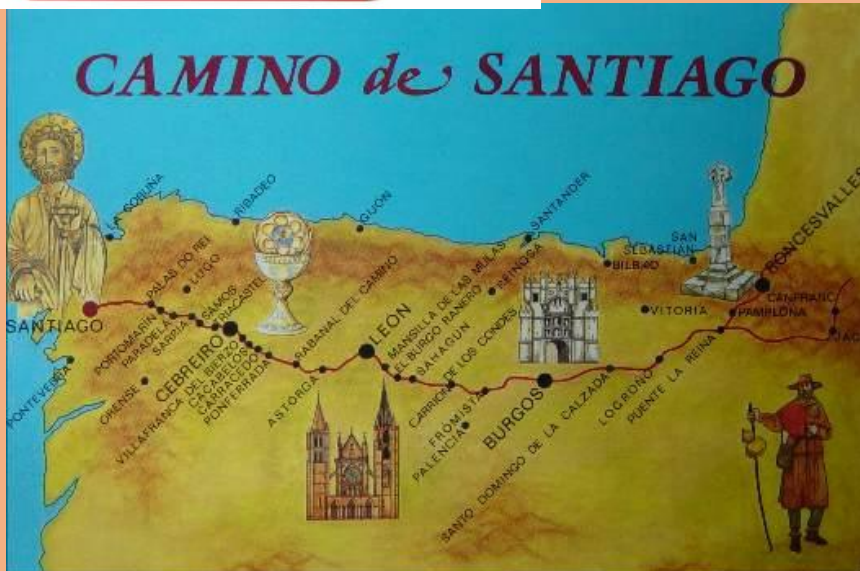 CAMINO de SANTIAGO
LA CORUÑA
RIBADEO
GIJON
SANTANDER
SAN
SEBASTIAN
BILBAO
RONCESVALLES
CANFRANC
PAMPLONA
VITORIA
PUENTE LA REINA
LOGROÑO
SANTO DOMINGO DE LA CALZADA
BURGOS
REINOSA
PALENCIA
FROMISTA
CARRION DE LOS CONDES
SAHAGUN
EL BURGO RANERO
MANSILLA DE LAS MULAS
LEÓN
ASTORGA
RABANAL DEL CAMINO
PONFERRADA
CARRACEDO
CACABELOS
VILLAFRANCA DEL BIERZO
CEBREIRO
SAMOS
SARRIA
PARADELA
PORTOMARIN
PALAS DO REI
LUGO
ORENSE
PONTEVEDRA
SANTIAGO